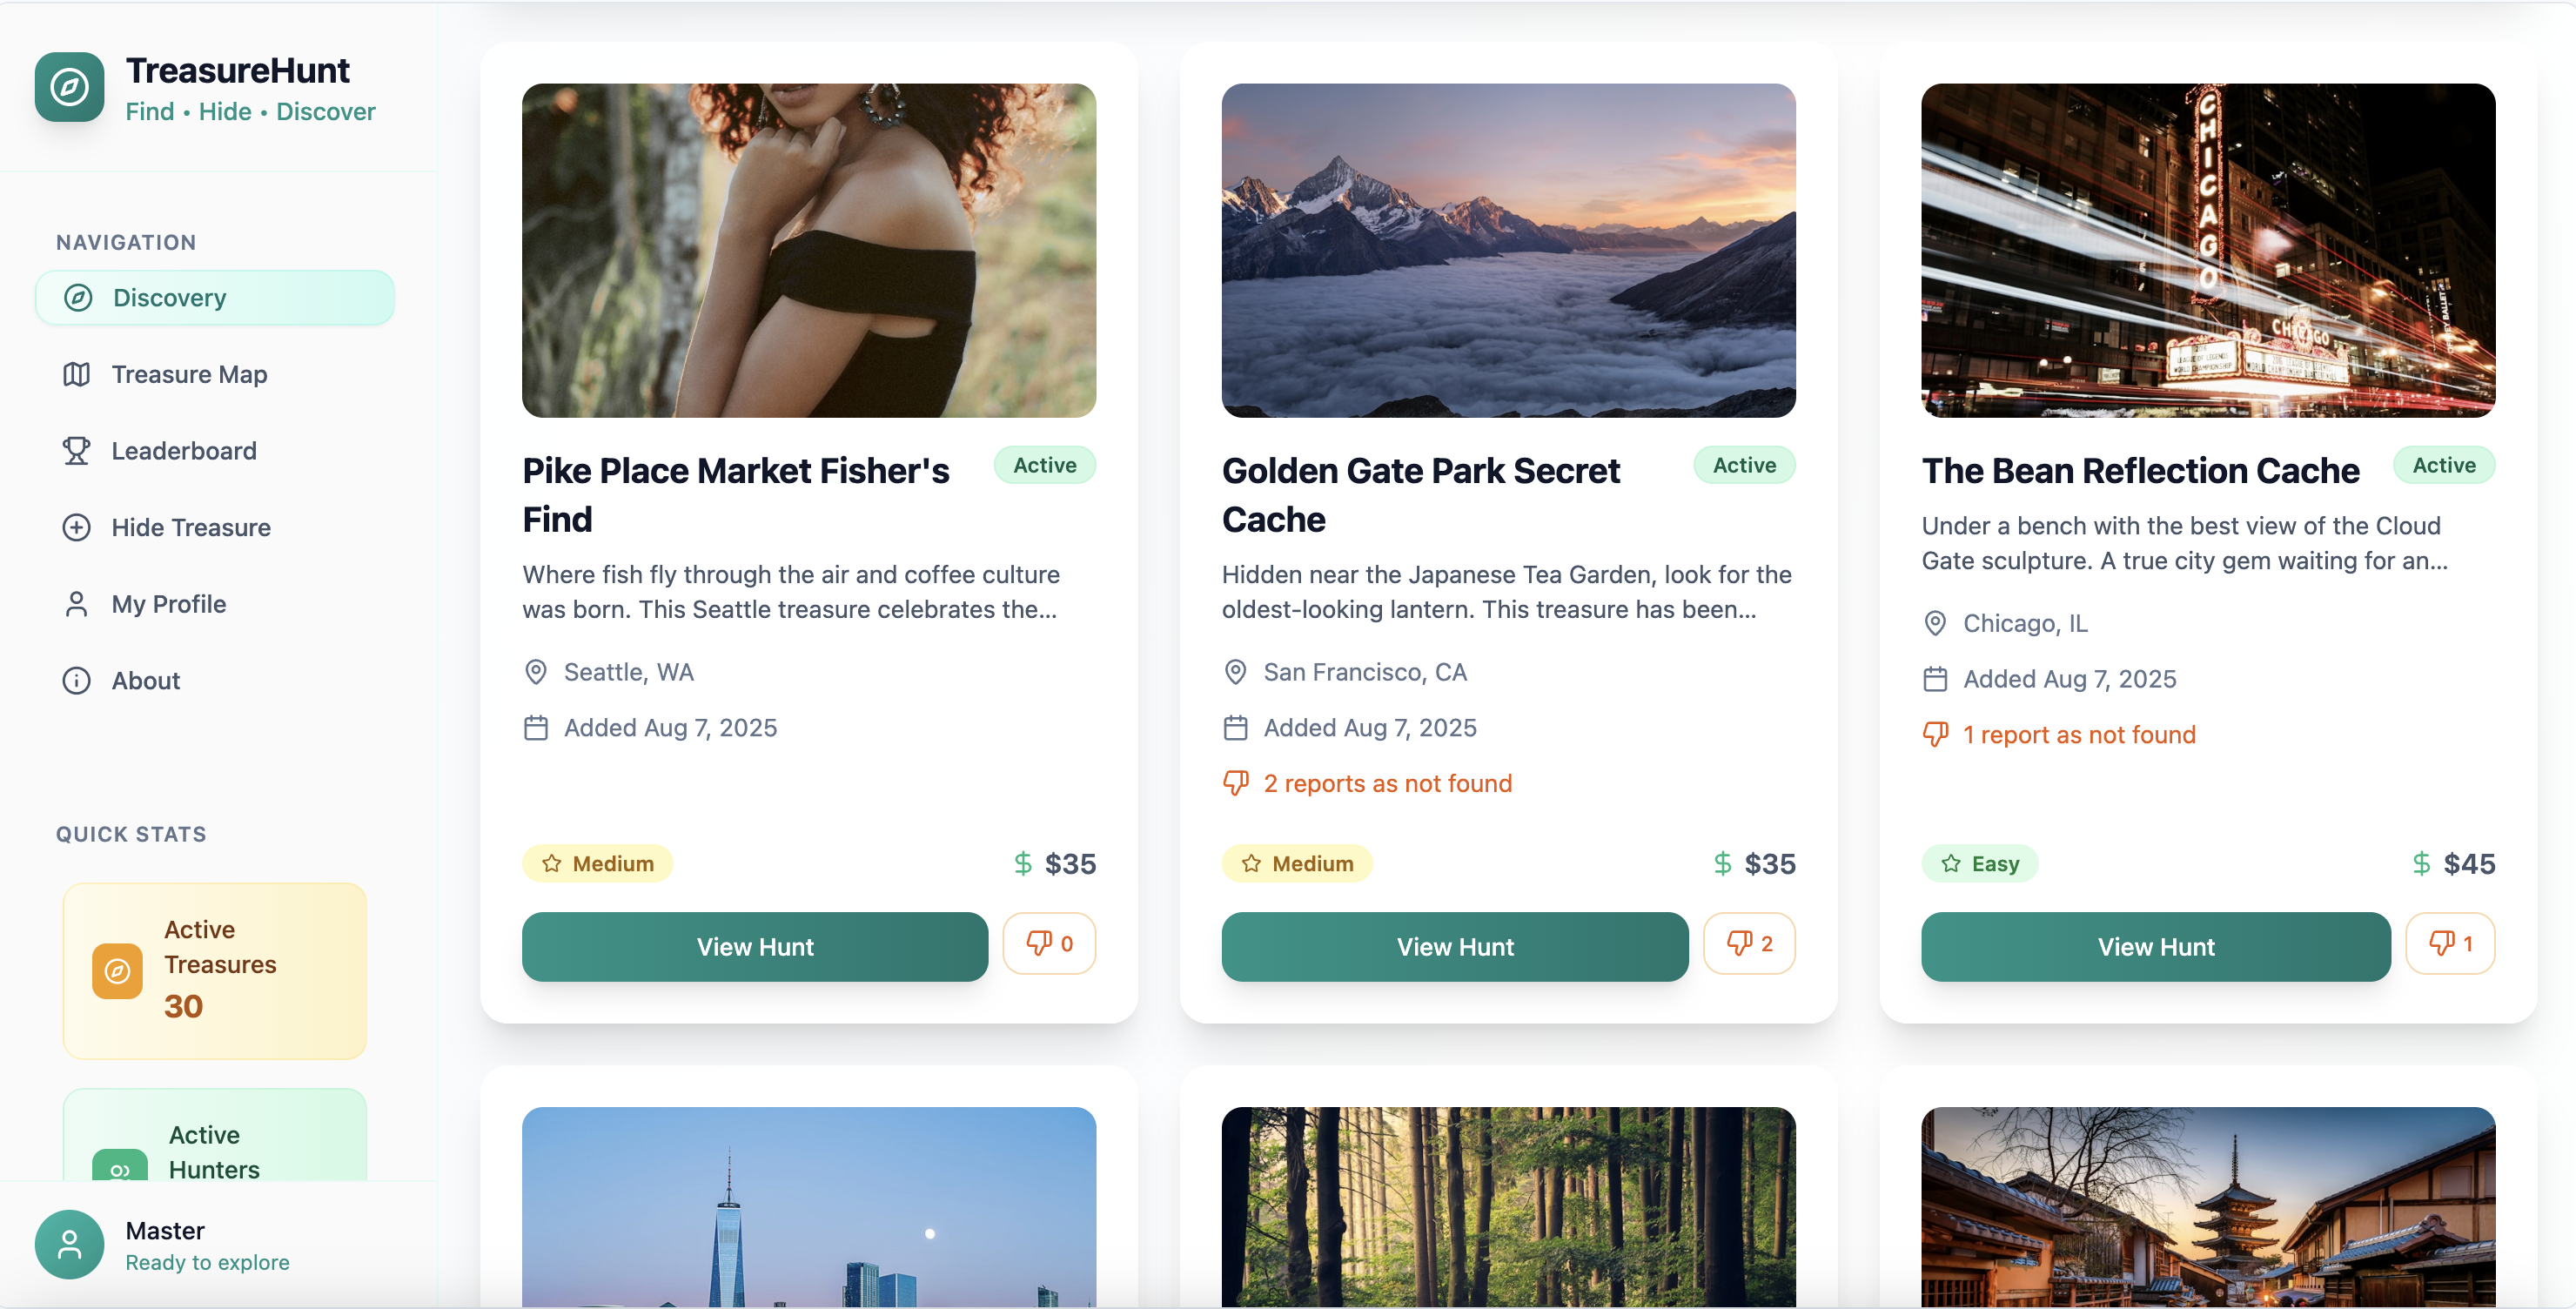 TreasureHunt
Find • Hide • Discover
NAVIGATION
Discovery
Treasure Map
Leaderboard
Hide Treasure
My Profile
About
QUICK STATS
Active
Treasures
30
Active
Hunters
Master
Ready to explore
Pike Place Market Fisher's
Find
Active
Where fish fly through the air and coffee culture
was born. This Seattle treasure celebrates the...
Seattle, WA
Added Aug 7, 2025
Medium
$ $35
View Hunt
0
Golden Gate Park Secret
Cache
Active
Hidden near the Japanese Tea Garden, look for the
oldest-looking lantern. This treasure has been...
San Francisco, CA
Added Aug 7, 2025
2 reports as not found
Medium
$ $35
View Hunt
2
CHICAGO
CHICAGO
LEAGUE OF LEGENDS
WORLD CHAMPIONSHIP
The Bean Reflection Cache
Active
Under a bench with the best view of the Cloud
Gate sculpture. A true city gem waiting for an...
Chicago, IL
Added Aug 7, 2025
1 report as not found
Easy
$ $45
View Hunt
1